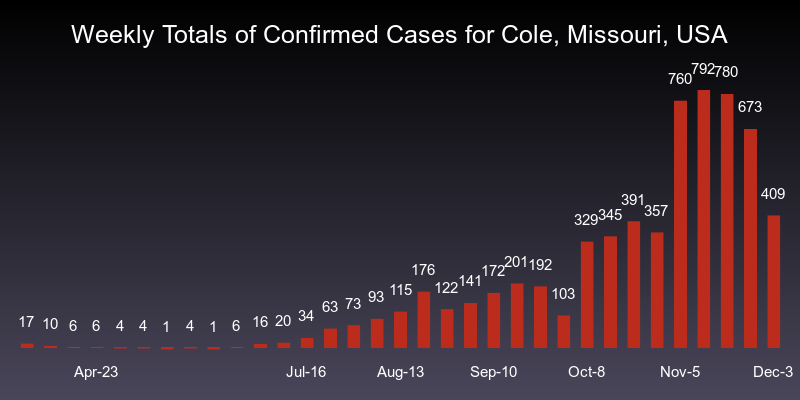 Weekly Totals of Confirmed Cases for Cole, Missouri, USA
17 10 6 6 4 4 1 4 1 6 16 20 34 63 73 93 115 176 122 141 172 201 192 103 329 345 391 357 760 792 780 673 409
Apr-23 Jul-16 Aug-13 Sep-10 Oct-8 Nov-5 Dec-3